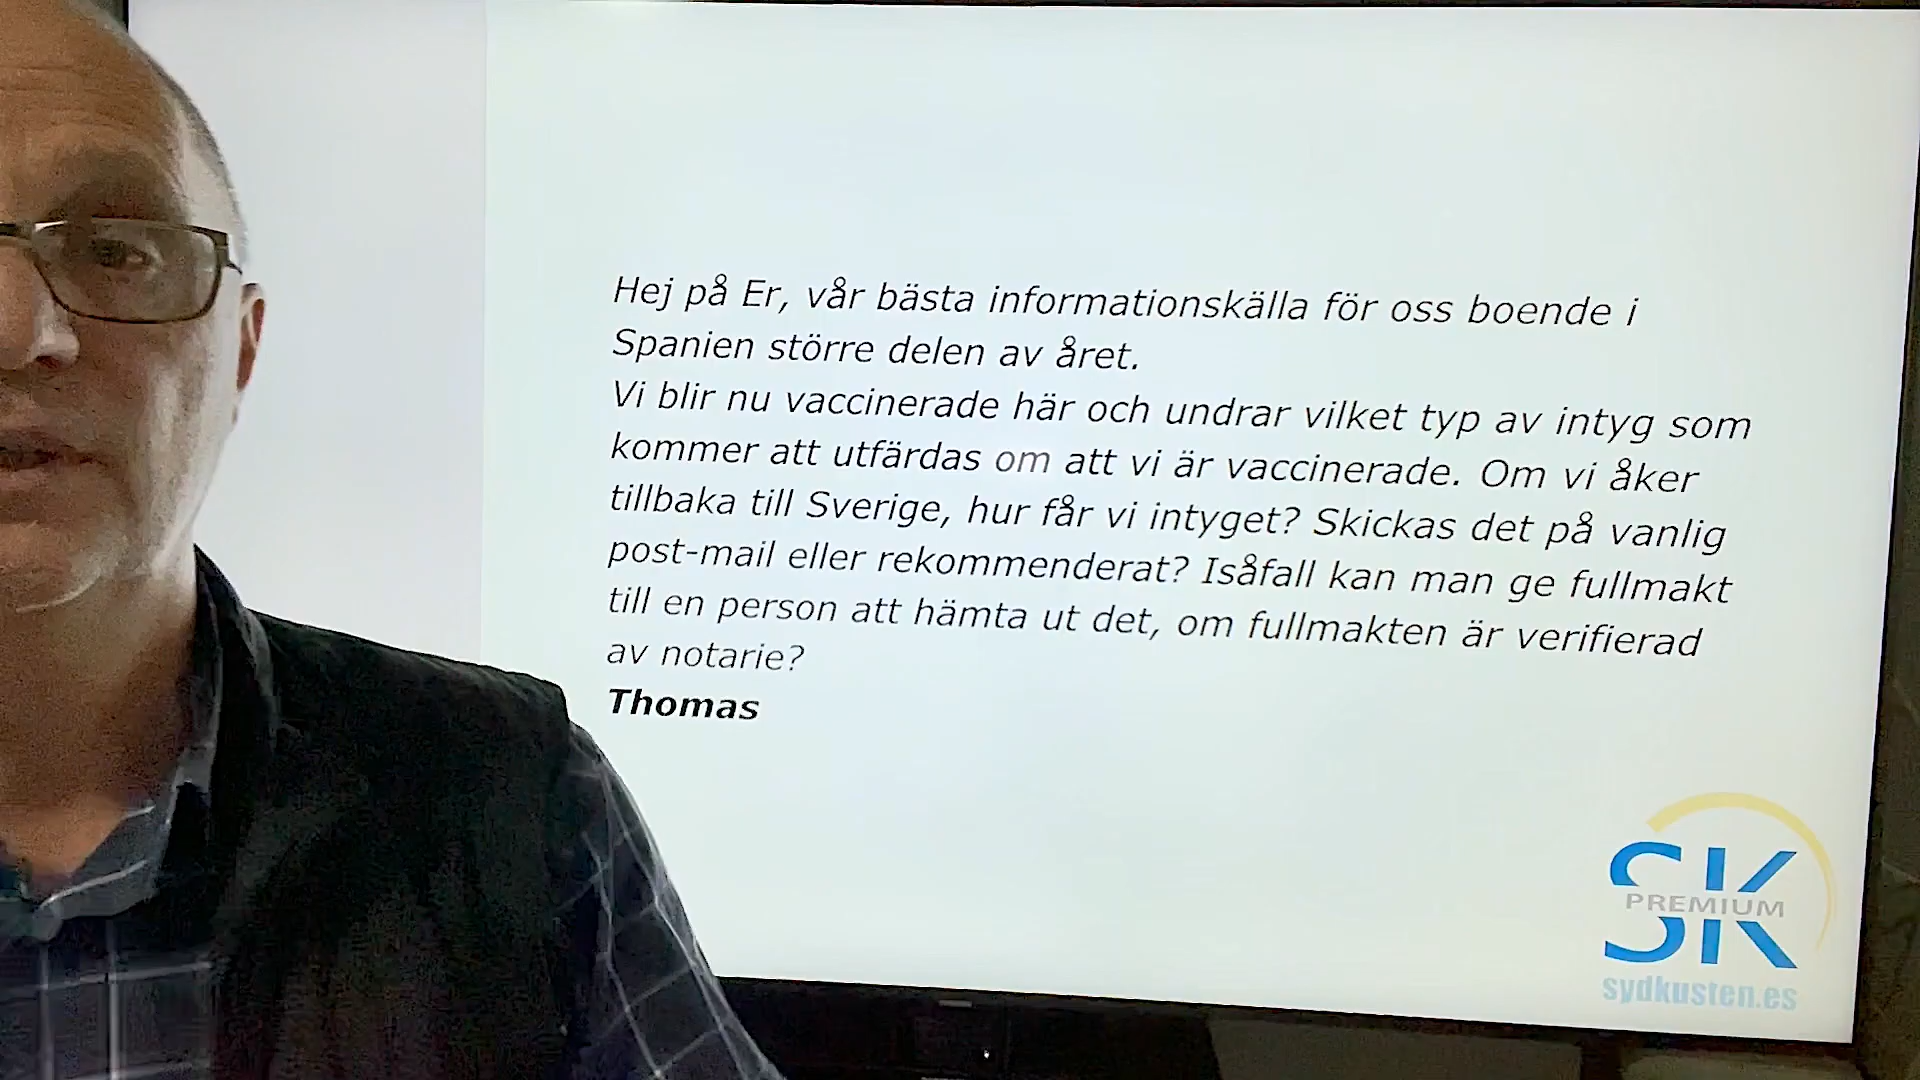 Hej på Er, vår bästa informationskälla för oss boende i
Spanien större delen av året.
Vi blir nu vaccinerade här och undrar vilket typ av intyg som
kommer att utfärdas om att vi är vaccinerade. Om vi åker
tillbaka till Sverige, hur får vi intyget? Skickas det på vanlig
post-mail eller rekommenderat? Isåfall kan man ge fullmakt
till en person att hämta ut det, om fullmakten är verifierad
av notarie?
Thomas
SK
PREMIUM
sydkusten.es